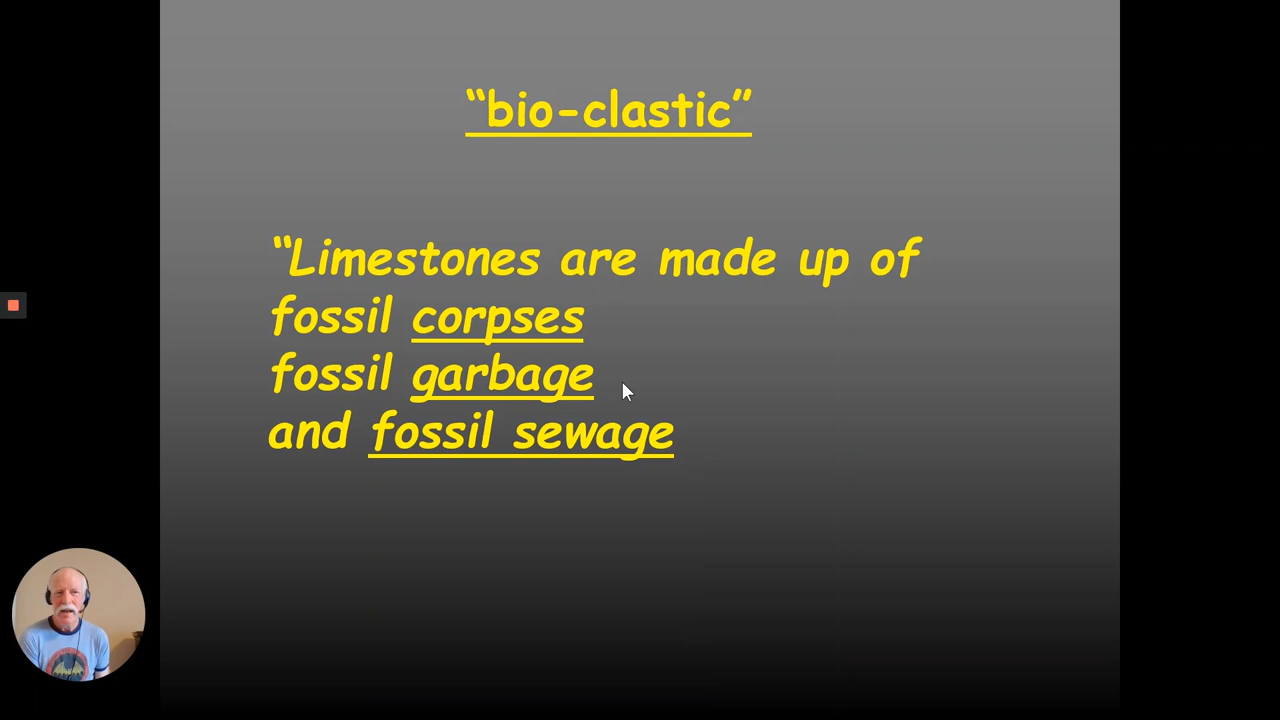 “bio-clastic”
“Limestones are made up of
fossil corpses
fossil garbage
and fossil sewage